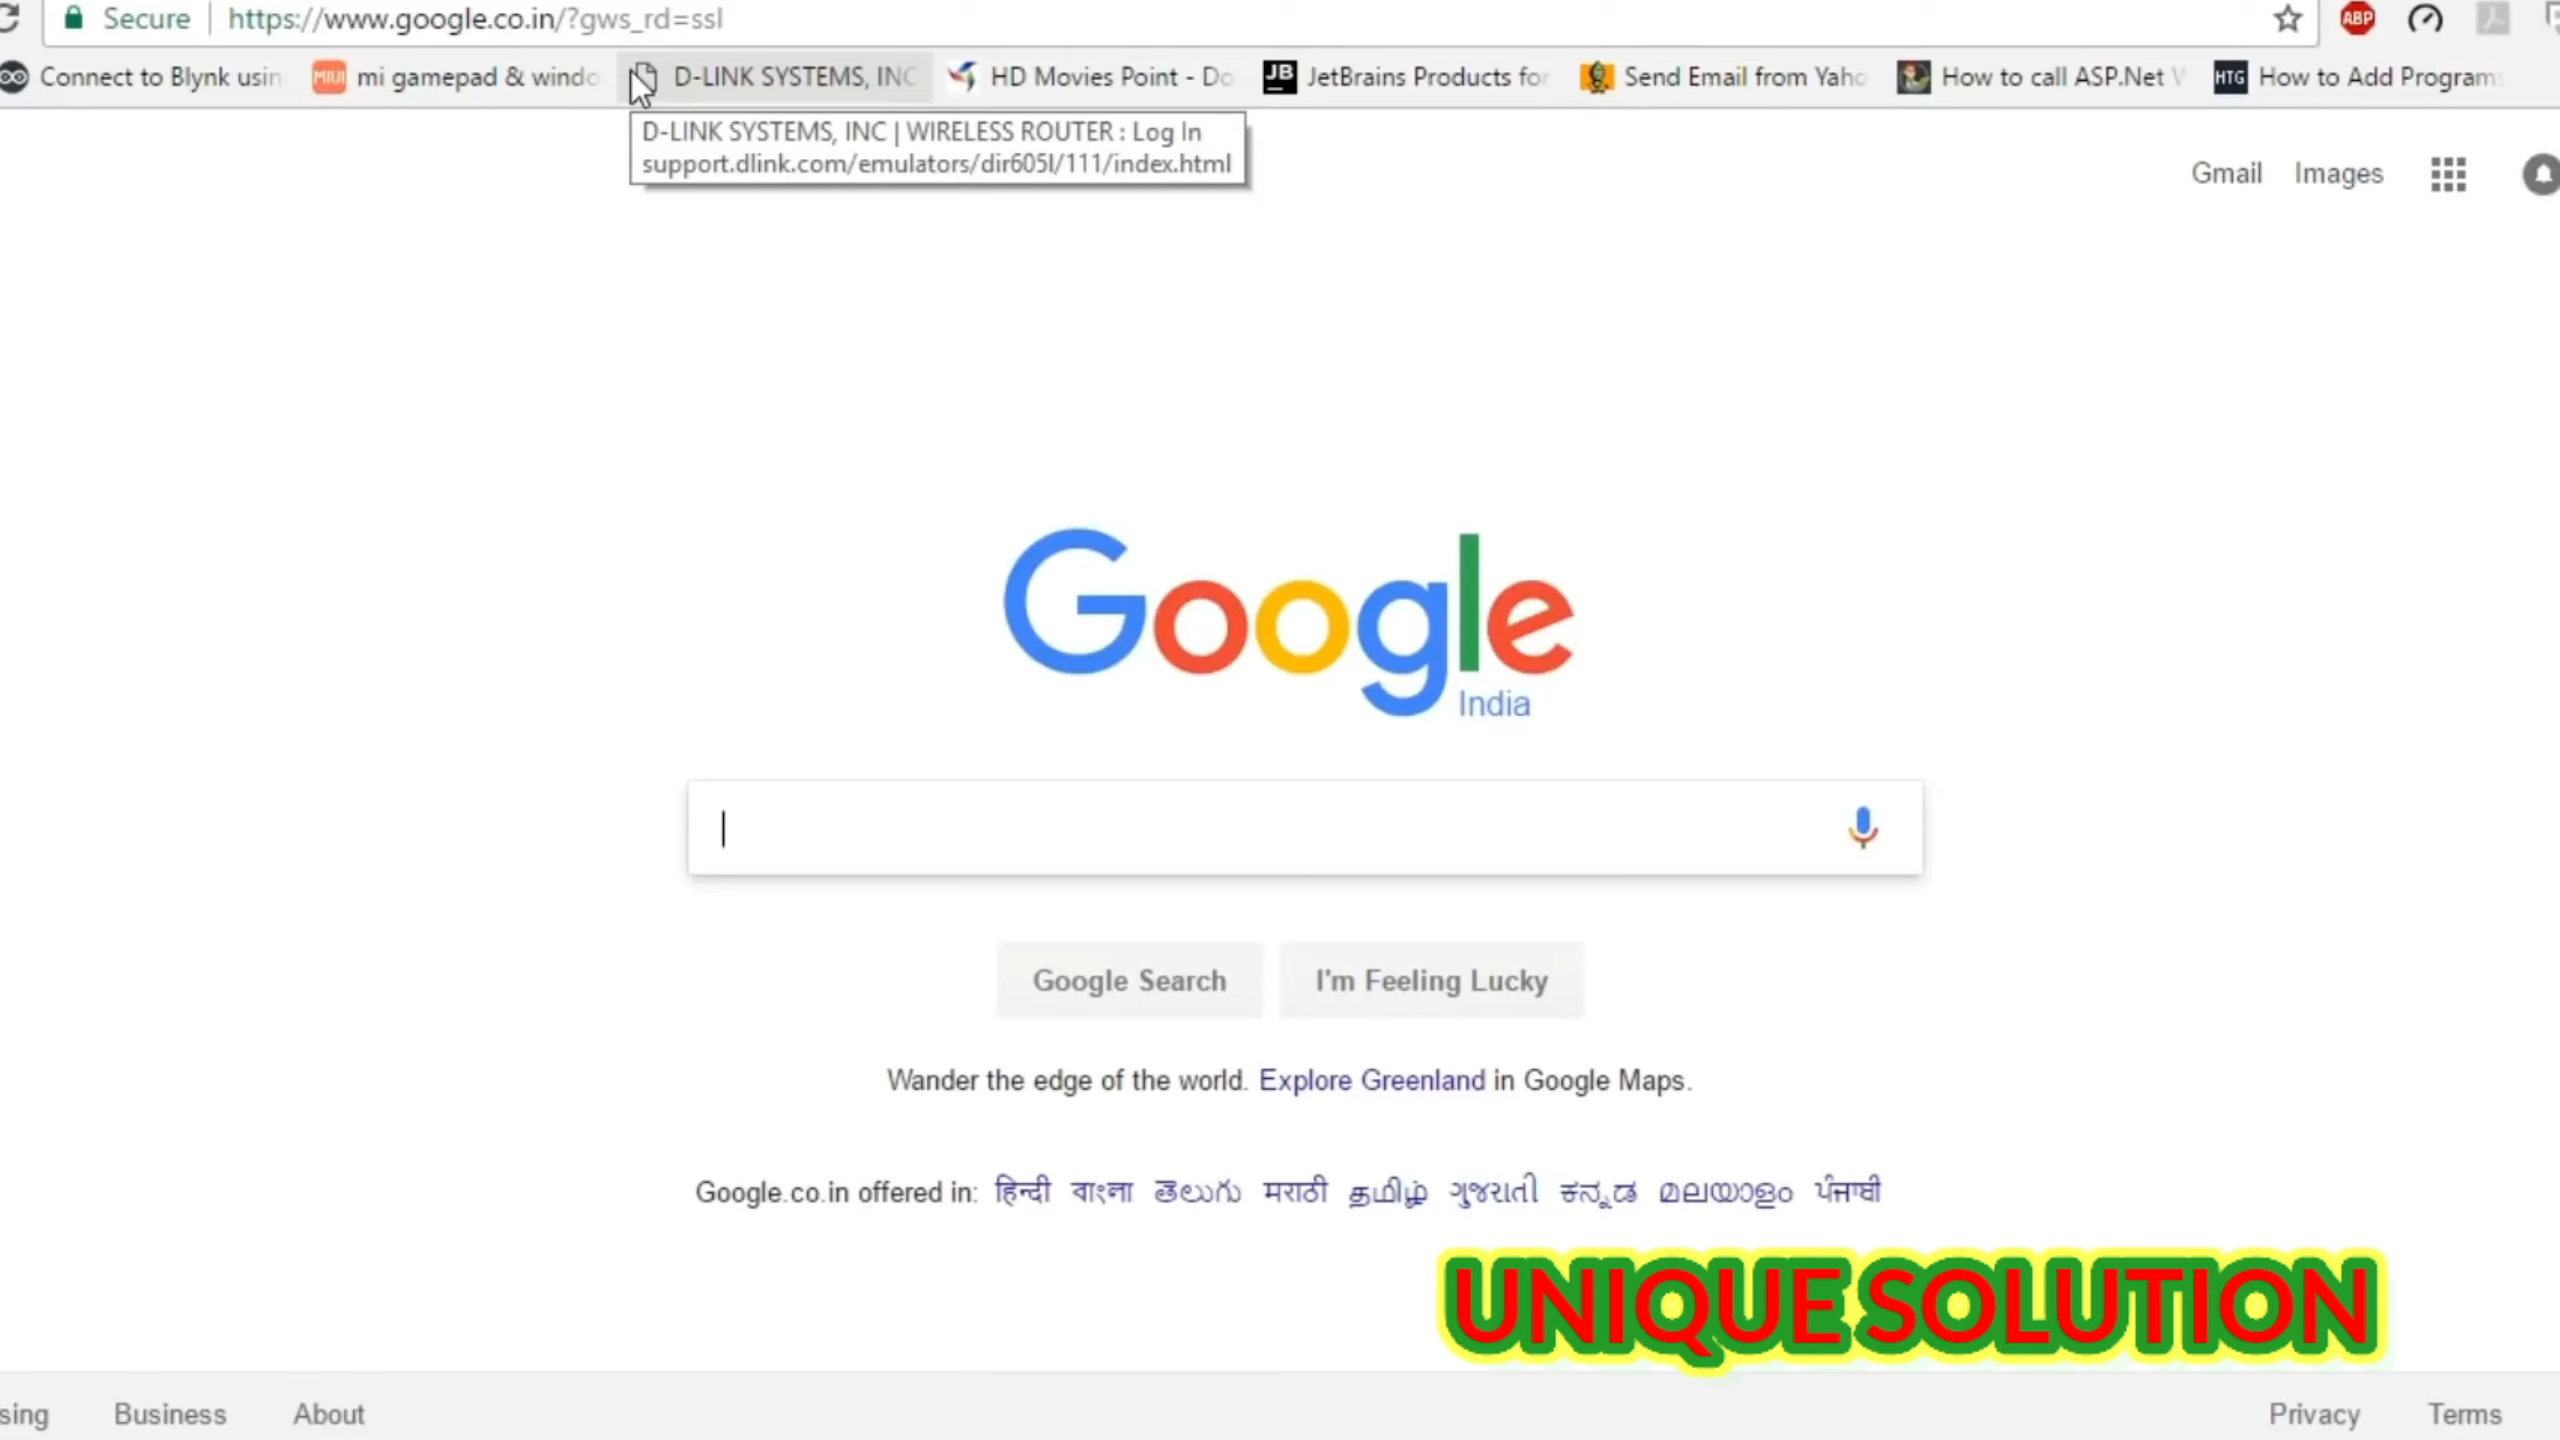 Secure https://www.google.co.in/?gws_rd=ssl ABP
Connect to Blynk usin MIUI mi gamepad & windo D-LINK SYSTEMS, INC HD Movies Point - Do JB JetBrains Products for Send Email from Yaho How to call ASP.Net HTG How to Add Program
D-LINK SYSTEMS, INC | WIRELESS ROUTER : Log In
support.dlink.com/emulators/dir605l/111/index.html
Gmail Images
Google
India
Google Search I'm Feeling Lucky
Wander the edge of the world. Explore Greenland in Google Maps.
Google.co.in offered in: हिन्दी বাংলা తెలుగు मराठी தமிழ் ગુજરાતી ಕನ್ನಡ മലയാളം ਪੰਜਾਬੀ
UNIQUE SOLUTION
sing Business About Privacy Terms